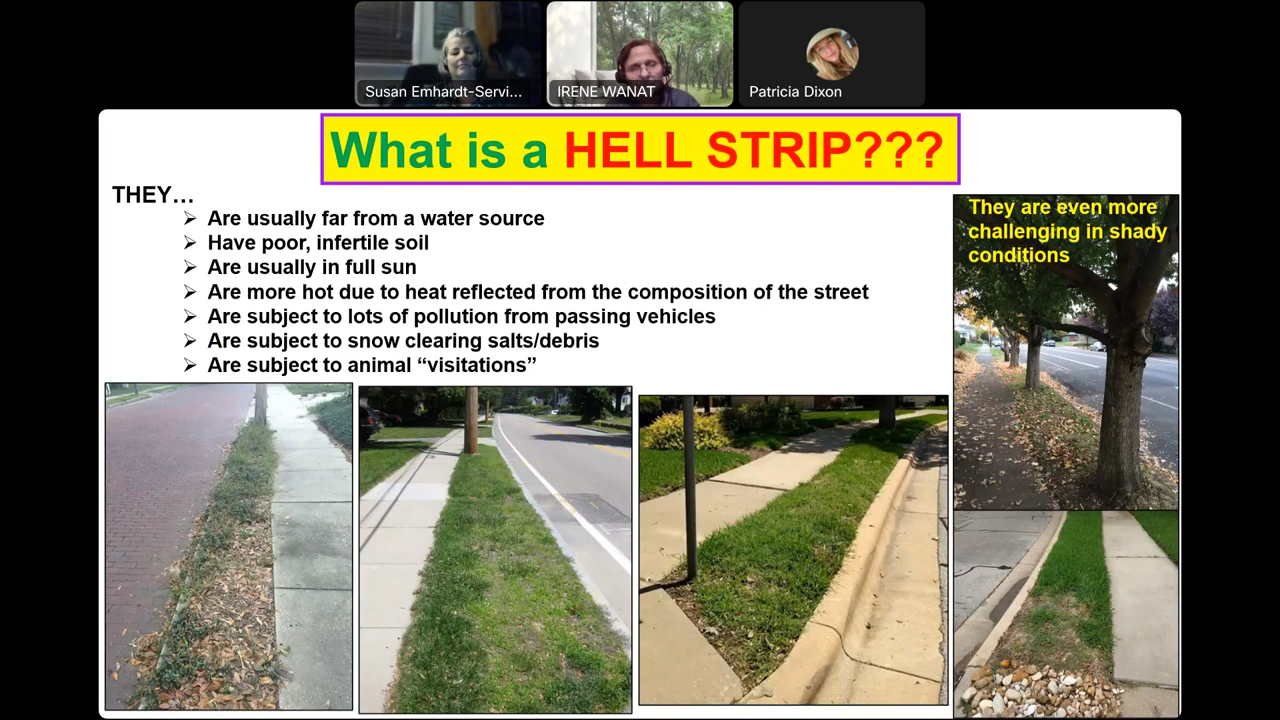 Susan Emhardt-Servi...
IRENE WANAT
Patricia Dixon
What is a HELL STRIP???
THEY…
➢ Are usually far from a water source
➢ Have poor, infertile soil
➢ Are usually in full sun
➢ Are more hot due to heat reflected from the composition of the street
➢ Are subject to lots of pollution from passing vehicles
➢ Are subject to snow clearing salts/debris
➢ Are subject to animal “visitations”
They are even more
challenging in shady
conditions